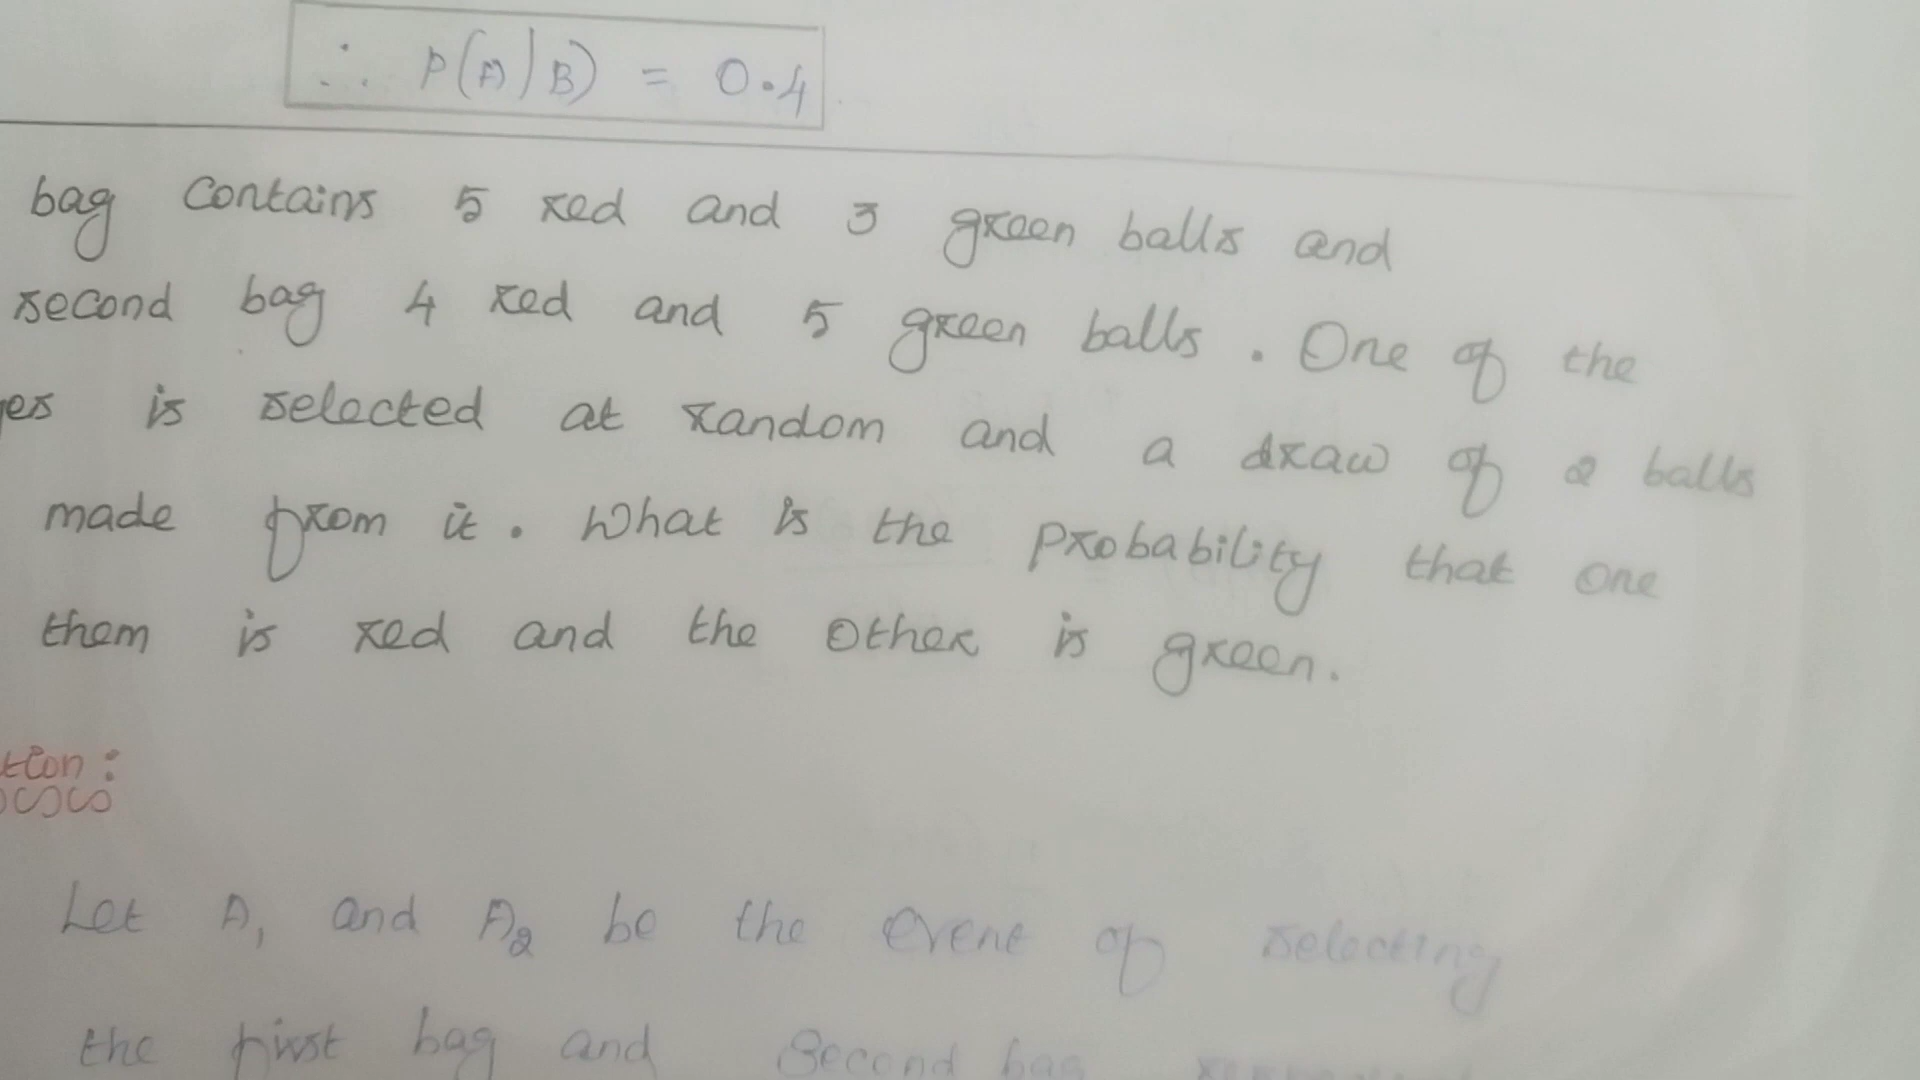 ∴ P(A/B) = 0.4
bag contains 5 red and 3 green balls and
second bag 4 red and 5 green balls. One of the
is selected at random and a draw of 2 balls
made from it. What is the probability that one
them is red and the other is green.
Let A₁ and A₂ be the event of selecting
the first bag and second bag